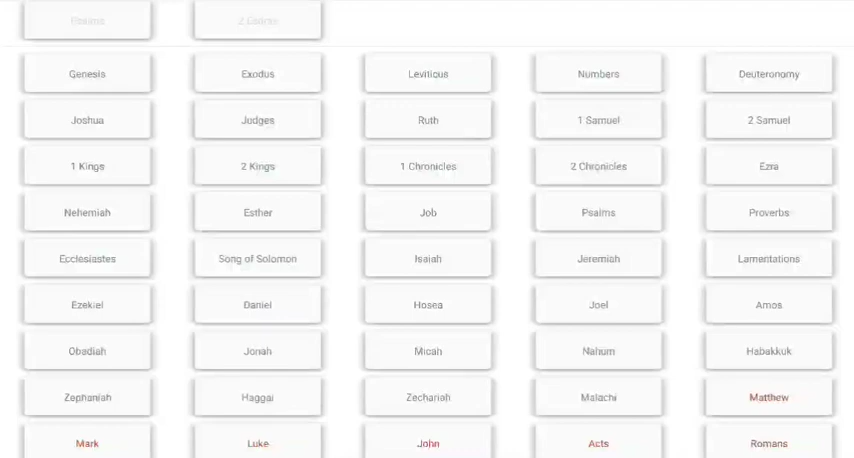 2 Esdras
Genesis Exodus Leviticus Numbers Deuteronomy
Joshua Judges Ruth 1 Samuel 2 Samuel
1 Kings 2 Kings 1 Chronicles 2 Chronicles Ezra
Nehemiah Esther Job Psalms Proverbs
Ecclesiastes Song of Solomon Isaiah Jeremiah Lamentations
Ezekiel Daniel Hosea Joel Amos
Obadiah Jonah Micah Nahum Habakkuk
Zephaniah Haggai Zechariah Malachi Matthew
Mark Luke John Acts Romans